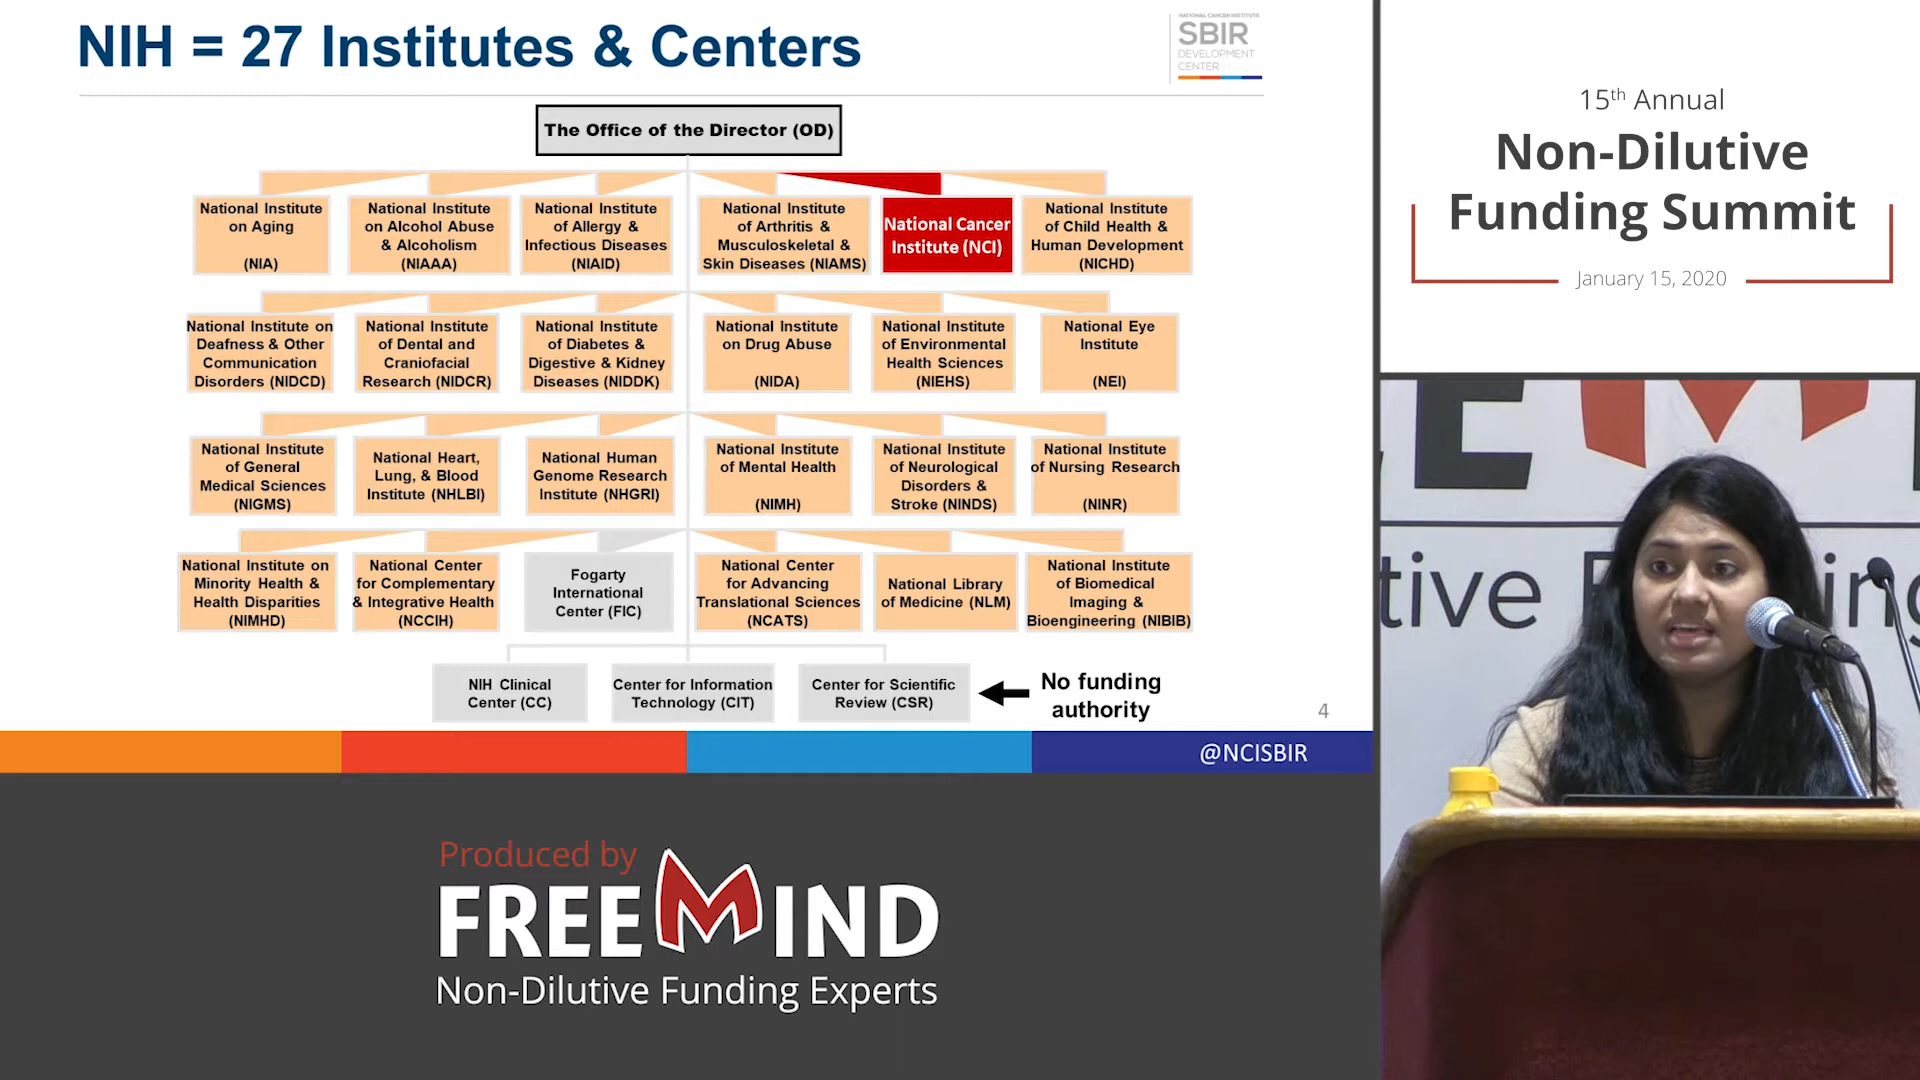 NIH = 27 Institutes & Centers
NATIONAL CANCER INSTITUTE
SBIR
DEVELOPMENT
CENTER
The Office of the Director (OD)
National Institute
on Aging
(NIA)
National Institute
on Alcohol Abuse
& Alcoholism
(NIAAA)
National Institute
of Allergy &
Infectious Diseases
(NIAID)
National Institute
of Arthritis &
Musculoskeletal &
Skin Diseases (NIAMS)
National Cancer
Institute (NCI)
National Institute
of Child Health &
Human Development
(NICHD)
National Institute on
Deafness & Other
Communication
Disorders (NIDCD)
National Institute
of Dental and
Craniofacial
Research (NIDCR)
National Institute
of Diabetes &
Digestive & Kidney
Diseases (NIDDK)
National Institute
on Drug Abuse
(NIDA)
National Institute
of Environmental
Health Sciences
(NIEHS)
National Eye
Institute
(NEI)
National Institute
of General
Medical Sciences
(NIGMS)
National Heart,
Lung, & Blood
Institute (NHLBI)
National Human
Genome Research
Institute (NHGRI)
National Institute
of Mental Health
(NIMH)
National Institute
of Neurological
Disorders &
Stroke (NINDS)
National Institute
of Nursing Research
(NINR)
National Institute on
Minority Health &
Health Disparities
(NIMHD)
National Center
for Complementary
& Integrative Health
(NCCIH)
Fogarty
International
Center (FIC)
National Center
for Advancing
Translational Sciences
(NCATS)
National Library
of Medicine (NLM)
National Institute
of Biomedical
Imaging &
Bioengineering (NIBIB)
NIH Clinical
Center (CC)
Center for Information
Technology (CIT)
Center for Scientific
Review (CSR)
No funding
authority
4
@NCISBIR
Produced by
FREEMIND
Non-Dilutive Funding Experts
15th Annual
Non-Dilutive
Funding Summit
January 15, 2020
EM
tive F ing